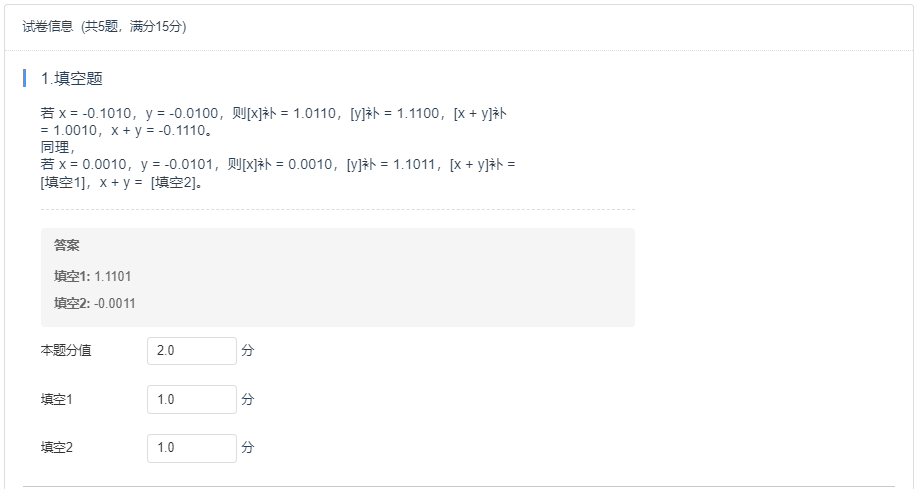 试卷信息 (共5题，满分15分)
1.填空题
若 x = -0.1010，y = -0.0100，则[x]补 = 1.0110，[y]补 = 1.1100，[x + y]补
= 1.0010，x + y = -0.1110。
同理，
若 x = 0.0010，y = -0.0101，则[x]补 = 0.0010，[y]补 = 1.1011，[x + y]补 =
[填空1]，x + y = [填空2]。
答案
填空1: 1.1101
填空2: -0.0011
本题分值 2.0 分
填空1 1.0 分
填空2 1.0 分